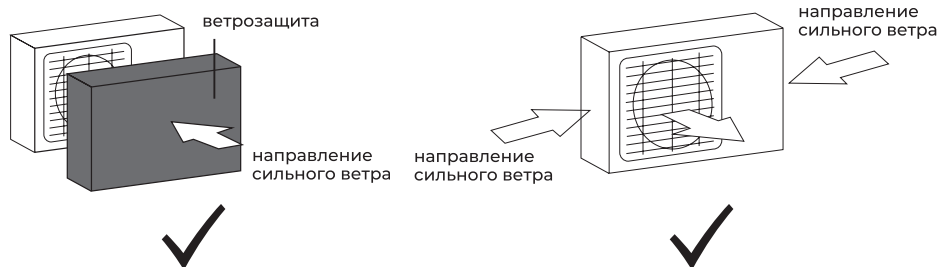 ветрозащита
направление
сильного ветра
направление
сильного ветра
направление
сильного ветра